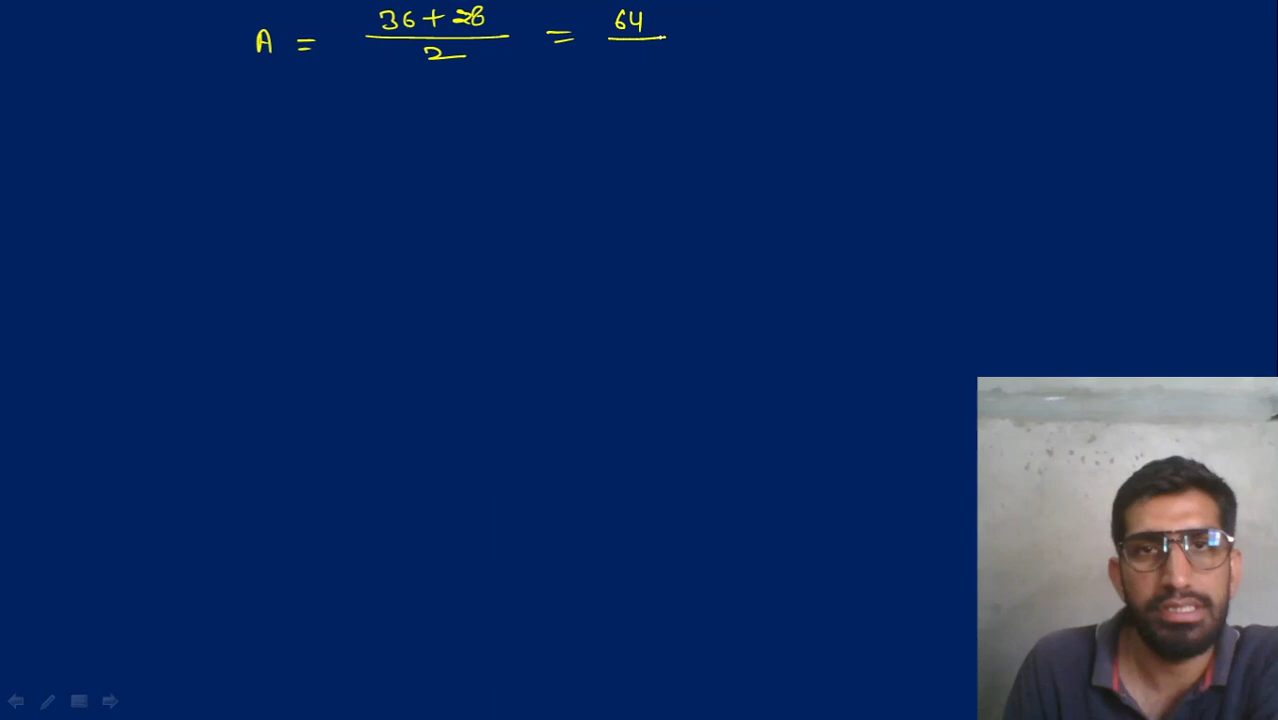 A = 36 + 28 / 2 = 64